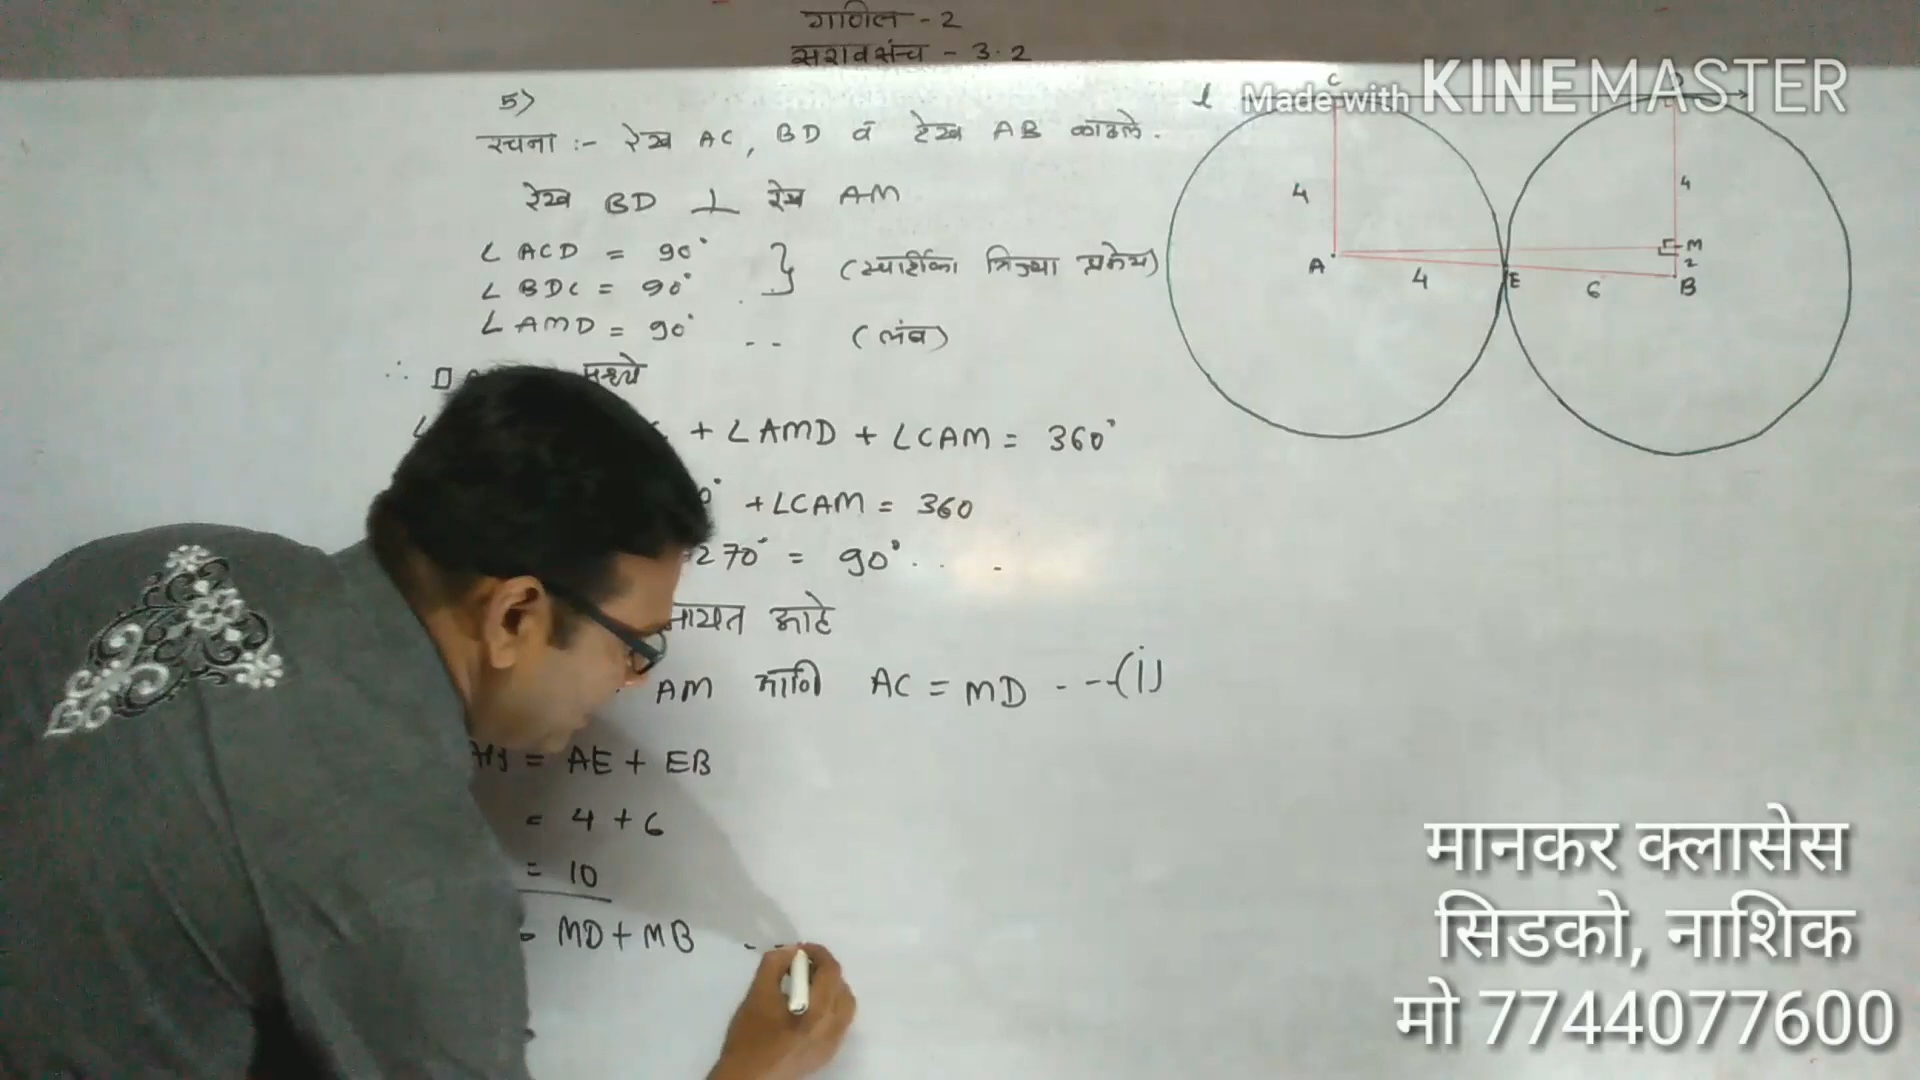 गणित - 2
सरावसंच - 3.2
Made with KINEMASTER
5)
रचना :- रेख AC, BD व रेख AB काढले.
रेख BD ⊥ रेख AM
∠ ACD = 90°
∠ BDC = 90° } (स्पर्शिका त्रिज्या प्रमेय)
∠ AMD = 90° .. (लंब)
∴ □ मध्ये
+ ∠AMD + ∠CAM = 360°
+ ∠CAM = 360
270° = 90° . . .
आहे
AM आणि AC = MD ---(i)
= AE + EB
= 4 + 6
= 10
= MD + MB - -
l C D
4 4
A 4 E 6 M 2 B
मानकर क्लासेस
सिडको, नाशिक
मो 7744077600